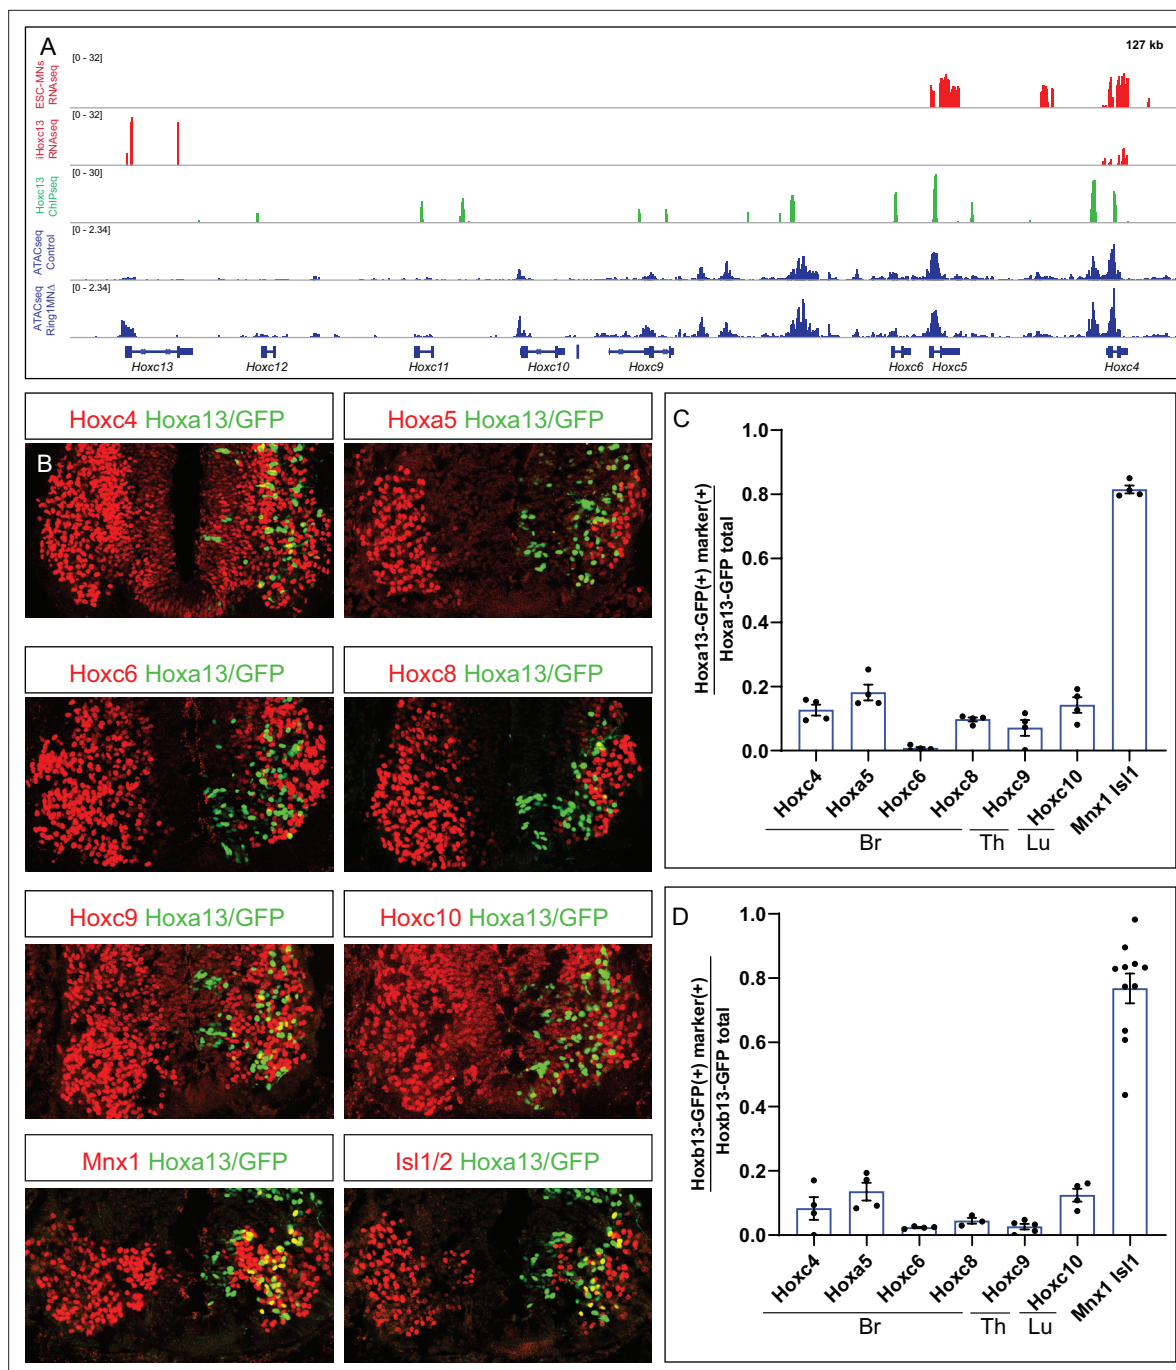 A
127 kb
ESC-MNs
RNAseq
[0 - 32]
iHoxc13
RNAseq
[0 - 32]
Hoxc13
ChIPseq
[0 - 30]
ATACseq
Control
[0 - 2.34]
ATACseq
Ring1MNΔ
[0 - 2.34]
Hoxc13 Hoxc12 Hoxc11 Hoxc10 Hoxc9 Hoxc6 Hoxc5 Hoxc4
B
Hoxc4 Hoxa13/GFP
Hoxa5 Hoxa13/GFP
Hoxc6 Hoxa13/GFP
Hoxc8 Hoxa13/GFP
Hoxc9 Hoxa13/GFP
Hoxc10 Hoxa13/GFP
Mnx1 Hoxa13/GFP
Isl1/2 Hoxa13/GFP
C
Hoxa13-GFP(+) marker(+)
Hoxa13-GFP total
1.0
0.8
0.6
0.4
0.2
0.0
Hoxc4 Hoxa5 Hoxc6 Hoxc8 Hoxc9 Hoxc10 Mnx1 Isl1
Br Th Lu
D
Hoxb13-GFP(+) marker(+)
Hoxb13-GFP total
1.0
0.8
0.6
0.4
0.2
0.0
Hoxc4 Hoxa5 Hoxc6 Hoxc8 Hoxc9 Hoxc10 Mnx1 Isl1
Br Th Lu